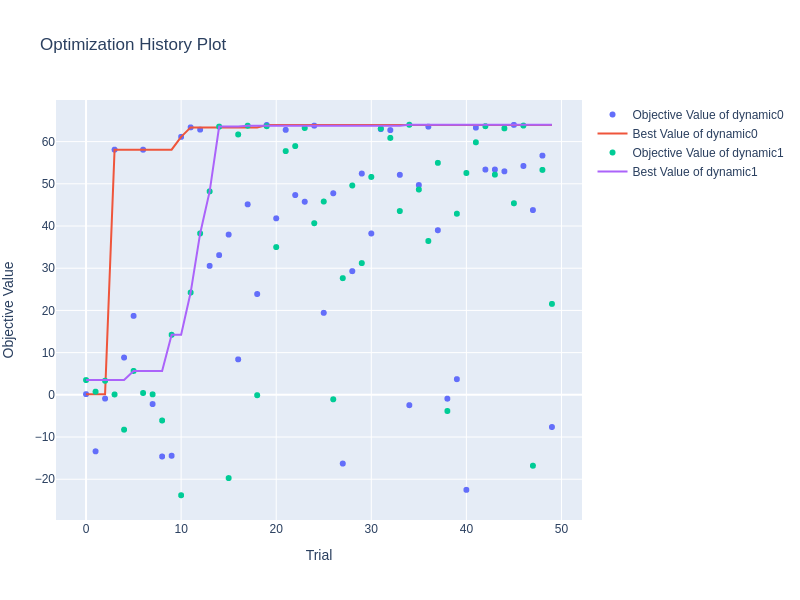 Optimization History Plot
Objective Value of dynamic0
Best Value of dynamic0
Objective Value of dynamic1
Best Value of dynamic1
Objective Value
60
50
40
30
20
10
0
−10
−20
0
10
20
30
40
50
Trial